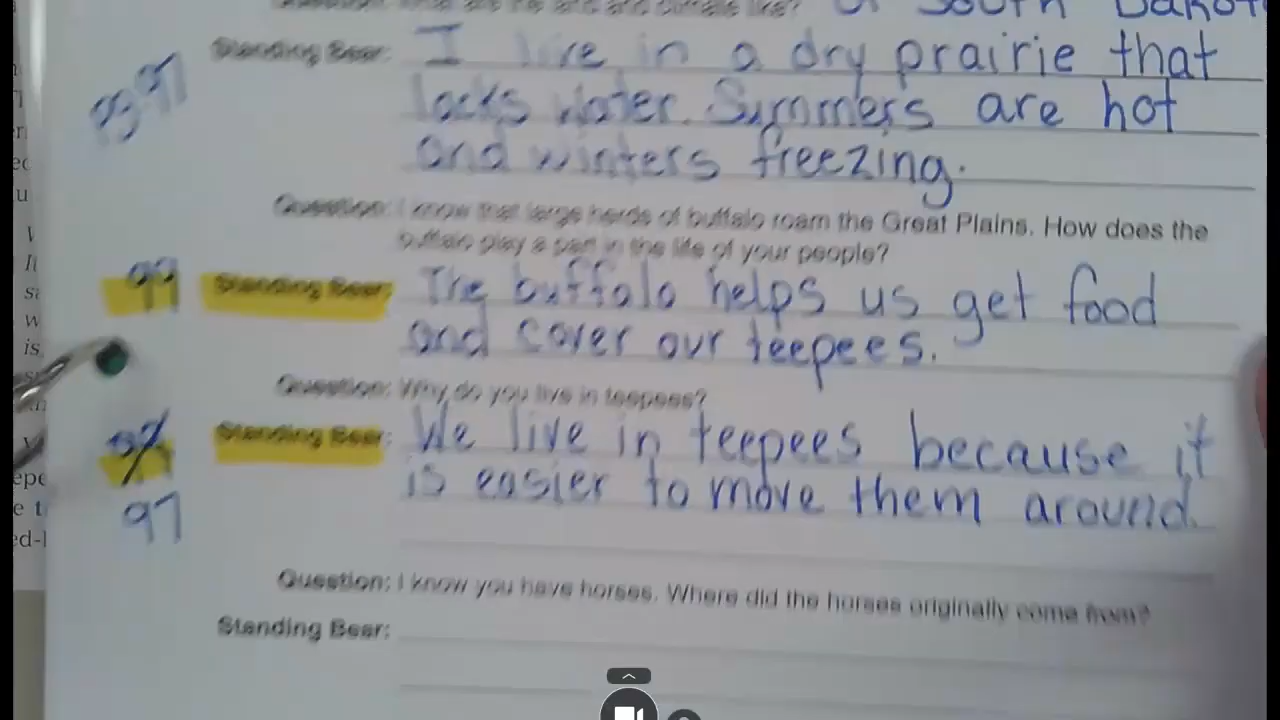 of South Dakota
Standing Bear: I live in a dry prairie that
lacks water. Summers are hot
and winters freezing.
Question: I know that large herds of buffalo roam the Great Plains. How does the
buffalo play a part in the life of your people?
99 Standing Bear: The buffalo helps us get food
and cover our teepees.
Question: Why do you live in teepees?
Standing Bear: We live in teepees because it
is easier to move them around.
97
Question: I know you have horses. Where did the horses originally come from?
Standing Bear: